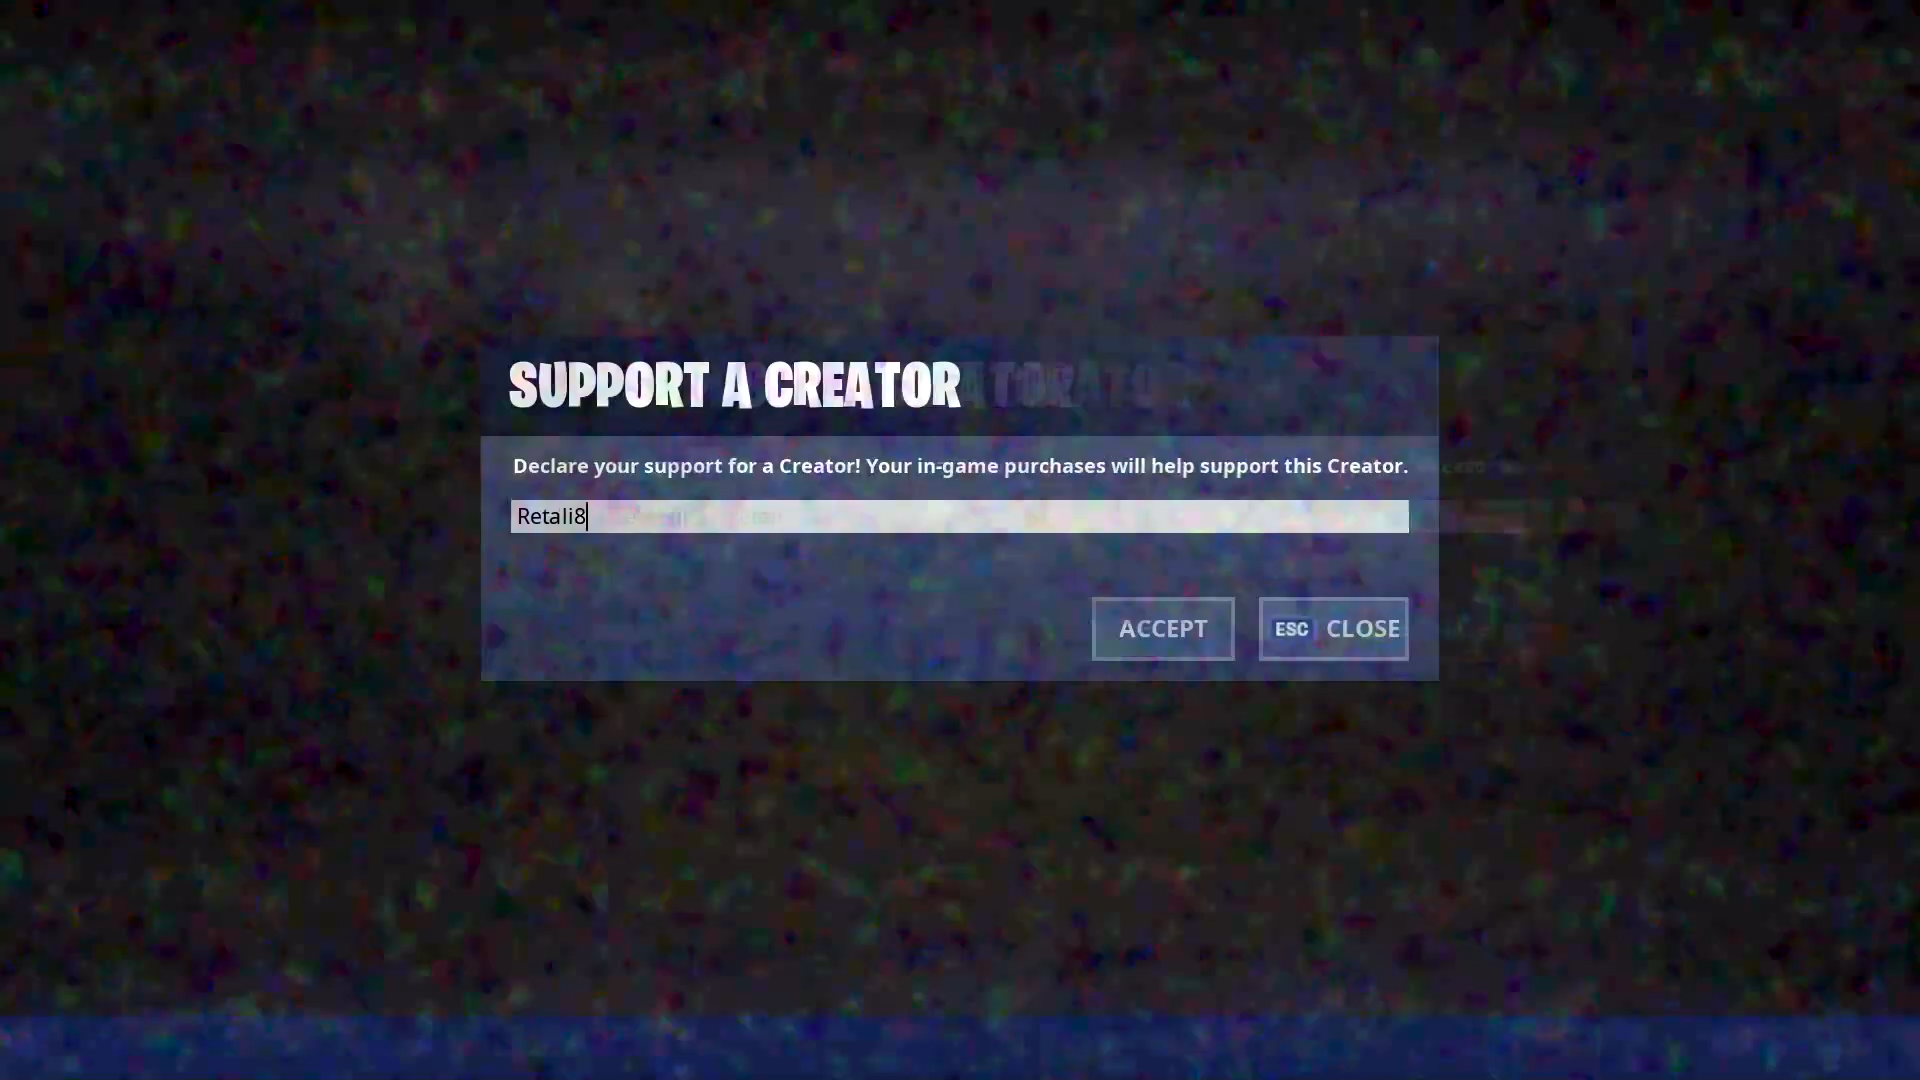 SUPPORT A CREATOR
Declare your support for a Creator! Your in-game purchases will help support this Creator.
Retali8
ACCEPT
ESC CLOSE